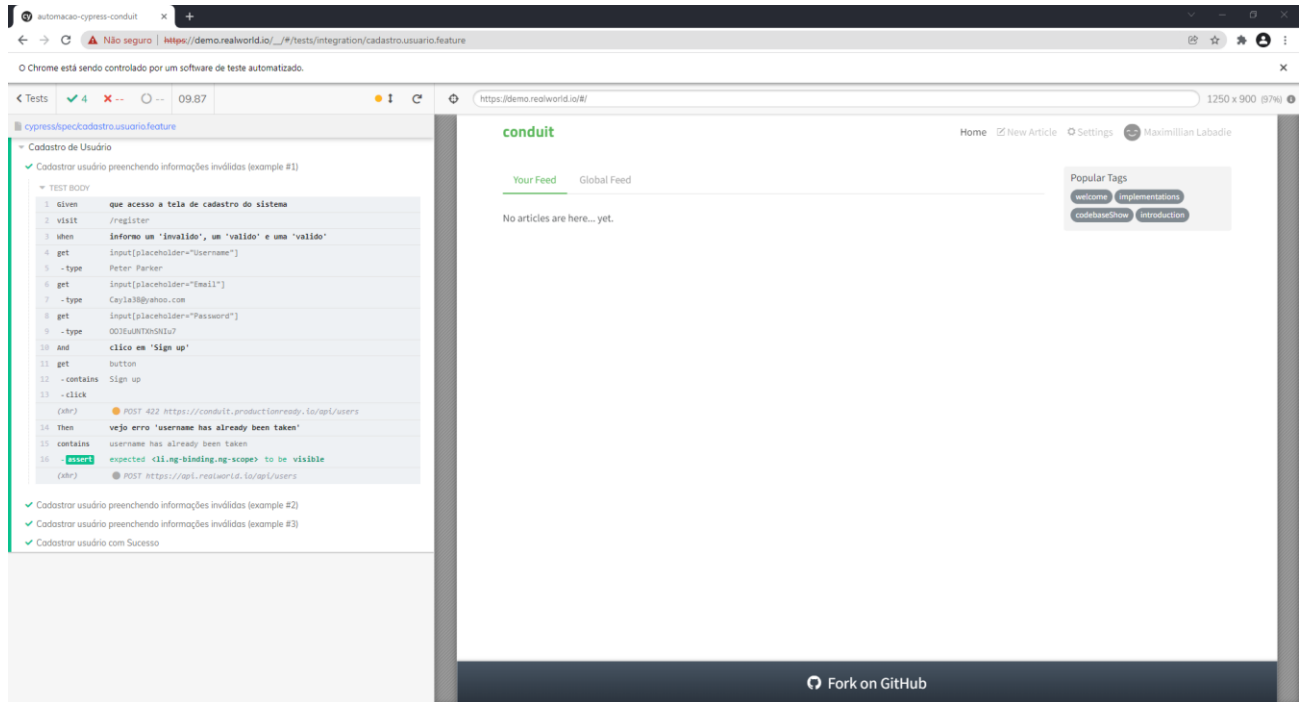 automacao-cypress-conduit
Não seguro | https://demo.realworld.io/__/#/tests/integration/cadastro.usuario.feature
O Chrome está sendo controlado por um software de teste automatizado.
Tests 4 -- -- 09.87
https://demo.realworld.io/#/ 1250 x 900 (97%)
cypress/spec/cadastro.usuario.feature
Cadastro de Usuário
Cadastrar usuário preenchendo informações inválidas (example #1)
TEST BODY
1 Given que acesso a tela de cadastro do sistema
2 visit /register
3 When informo um 'invalido', um 'valido' e uma 'valido'
4 get input[placeholder="Username"]
5 -type Peter Parker
6 get input[placeholder="Email"]
7 -type Cayla38@yahoo.com
8 get input[placeholder="Password"]
9 -type
10 And clico em 'Sign up'
11 get button
12 -contains Sign up
13 -click
(xhr) POST 422 https://conduit.productionready.io/api/users
14 Then vejo erro 'username has already been taken'
15 contains username has already been taken
16 -assert expected <li.ng-binding.ng-scope> to be visible
(xhr) POST https://api.realworld.io/api/users
Cadastrar usuário preenchendo informações inválidas (example #2)
Cadastrar usuário preenchendo informações inválidas (example #3)
Cadastrar usuário com Sucesso
conduit
Home New Article Settings Maximillian Labadie
Your Feed Global Feed
No articles are here... yet.
Popular Tags
welcome implementations
codebaseShow introduction
Fork on GitHub